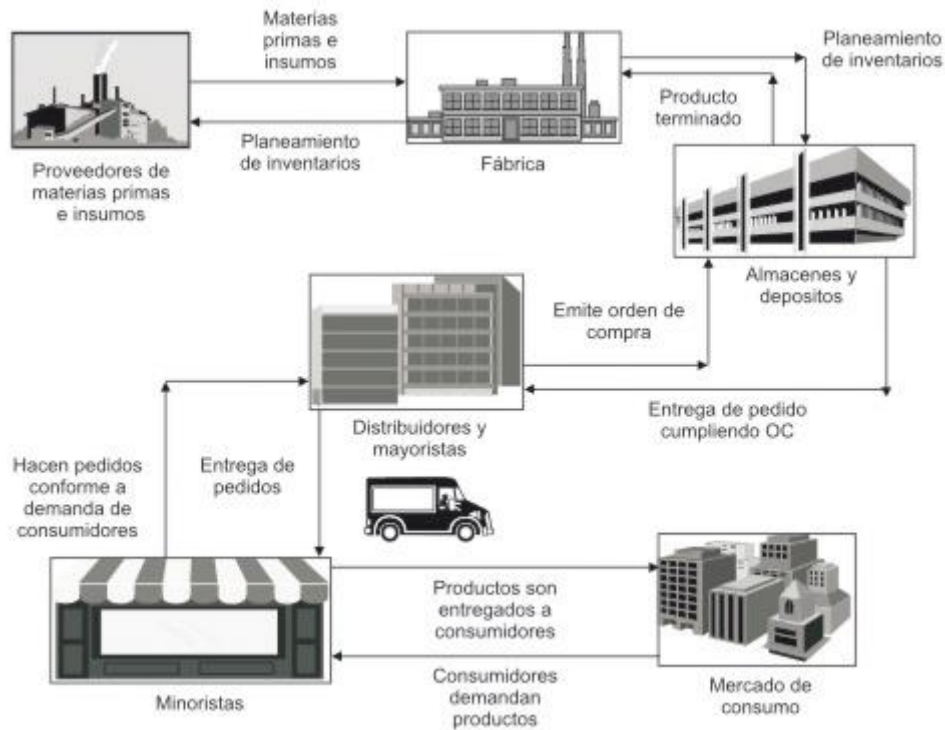 Materias
primas e
insumos
Planeamiento
de inventarios
Proveedores de
materias primas
e insumos
Fábrica
Planeamiento
de inventarios
Producto
terminado
Almacenes y
depositos
Emite orden de
compra
Entrega de pedido
cumpliendo OC
Distribuidores y
mayoristas
Hacen pedidos
conforme a
demanda de
consumidores
Entrega de
pedidos
Productos son
entregados a
consumidores
Consumidores
demandan
productos
Minoristas
Mercado de
consumo